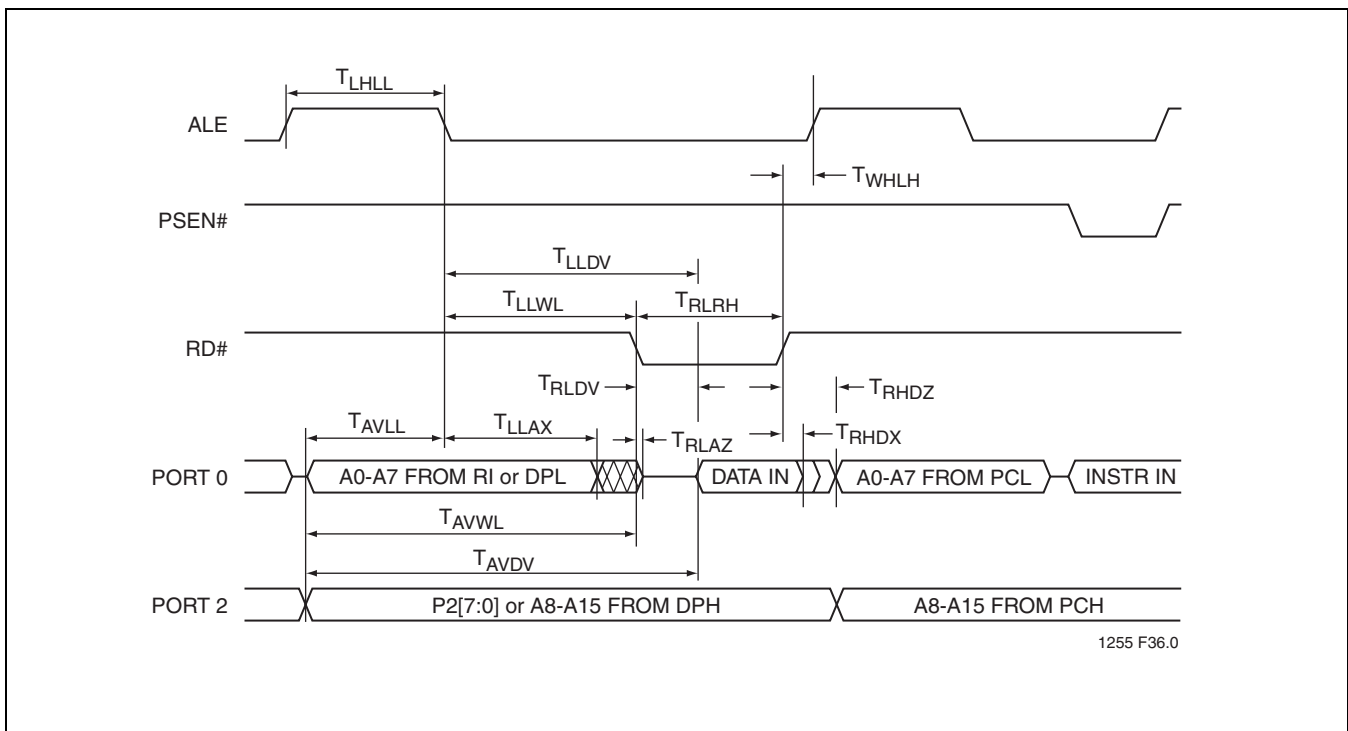 TLHLL
ALE
TWHLH
PSEN#
TLLDV
TLLWL TRLRH
RD#
TRLDV TRHDZ
TAVLL TLLAX TRLAZ TRHDX
PORT 0 A0-A7 FROM RI or DPL DATA IN A0-A7 FROM PCL INSTR IN
TAVWL
TAVDV
PORT 2 P2[7:0] or A8-A15 FROM DPH A8-A15 FROM PCH
1255 F36.0